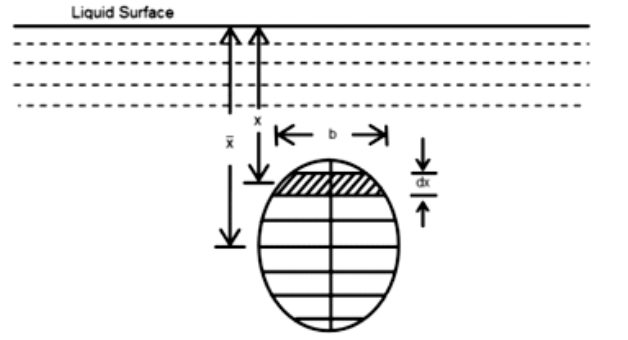 Liquid Surface
x
b
x̄
dx